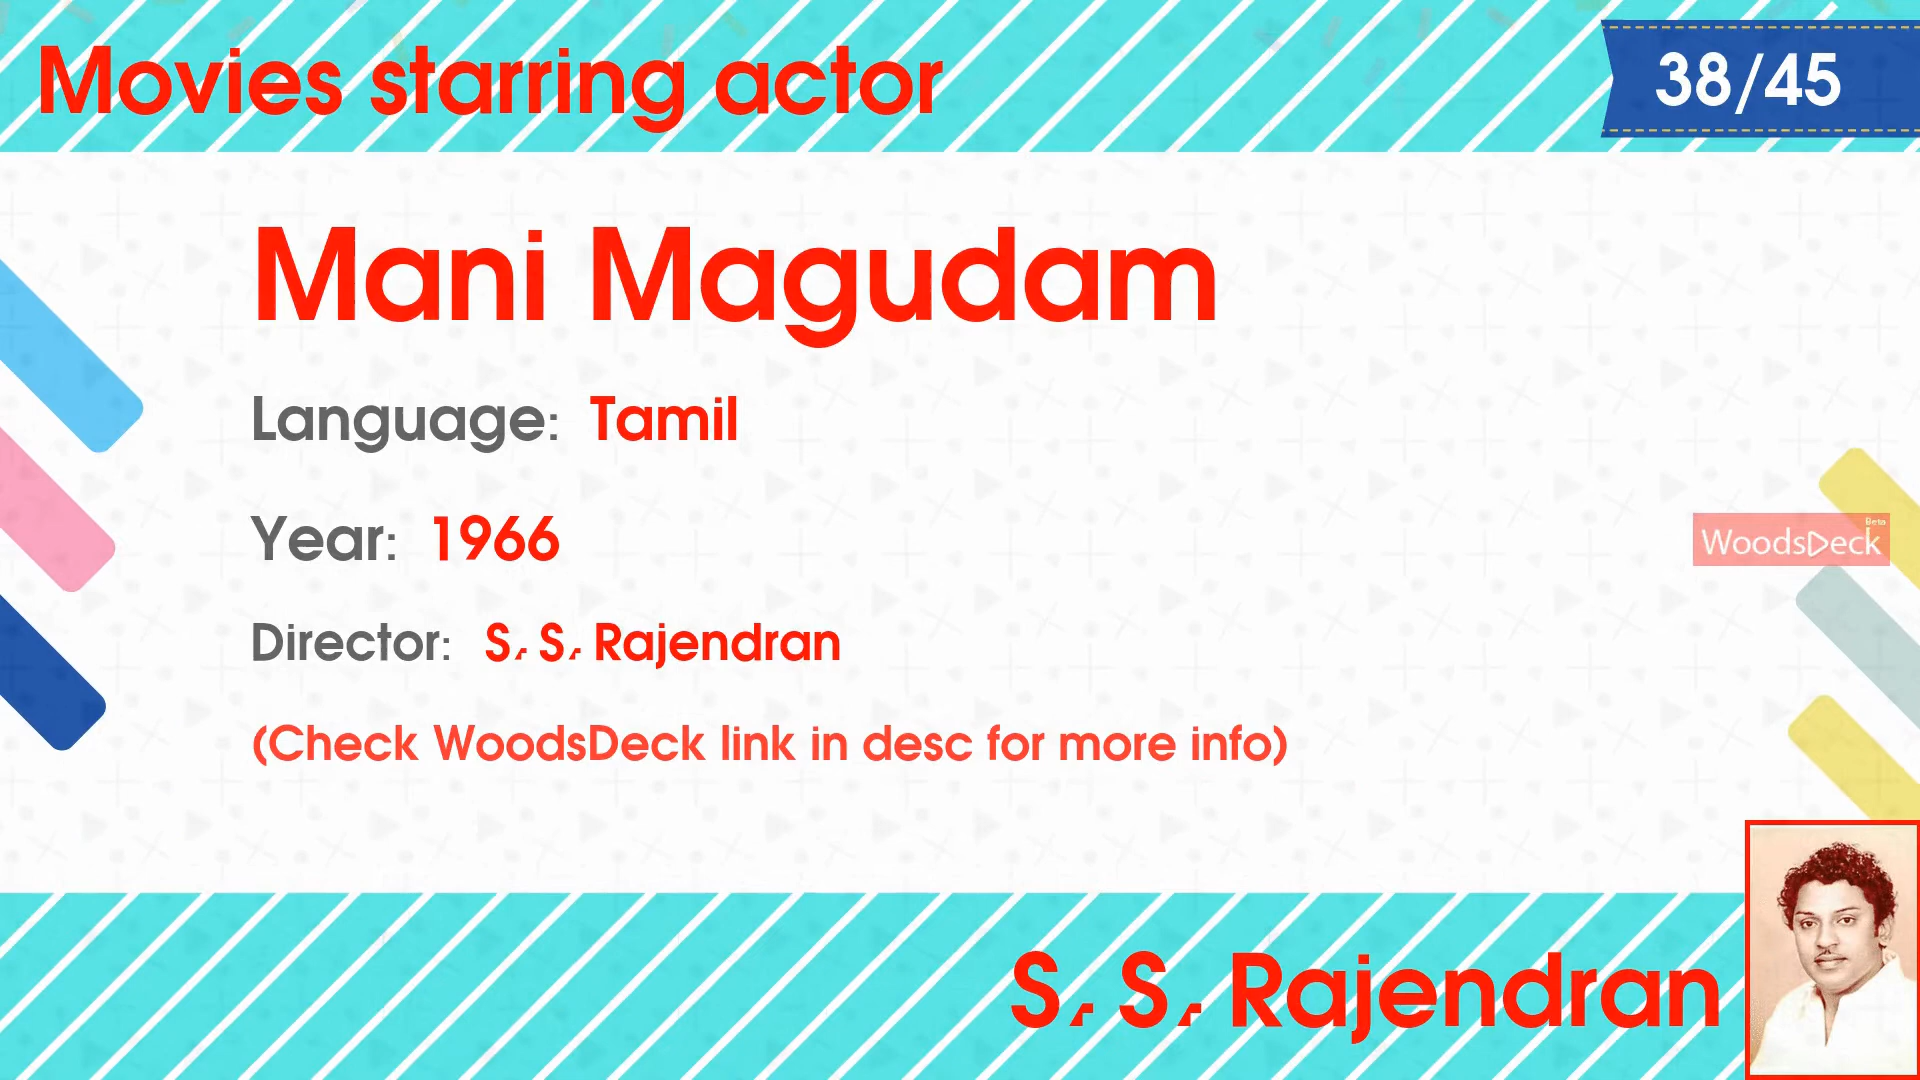 Movies starring actor
38/45
Mani Magudam
Language: Tamil
Year: 1966
WoodsDeck Beta
Director: S. S. Rajendran
(Check WoodsDeck link in desc for more info)
S. S. Rajendran